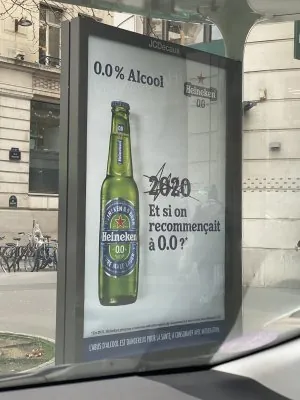 JCDecaux
0.0% Alcool
Heineken
0.0
Heineken
0.0
2020
Et si on
recommençait
à 0.0 ?*
L'ABUS D'ALCOOL EST DANGEREUX POUR LA SANTÉ, À CONSOMMER AVEC MODÉRATION.